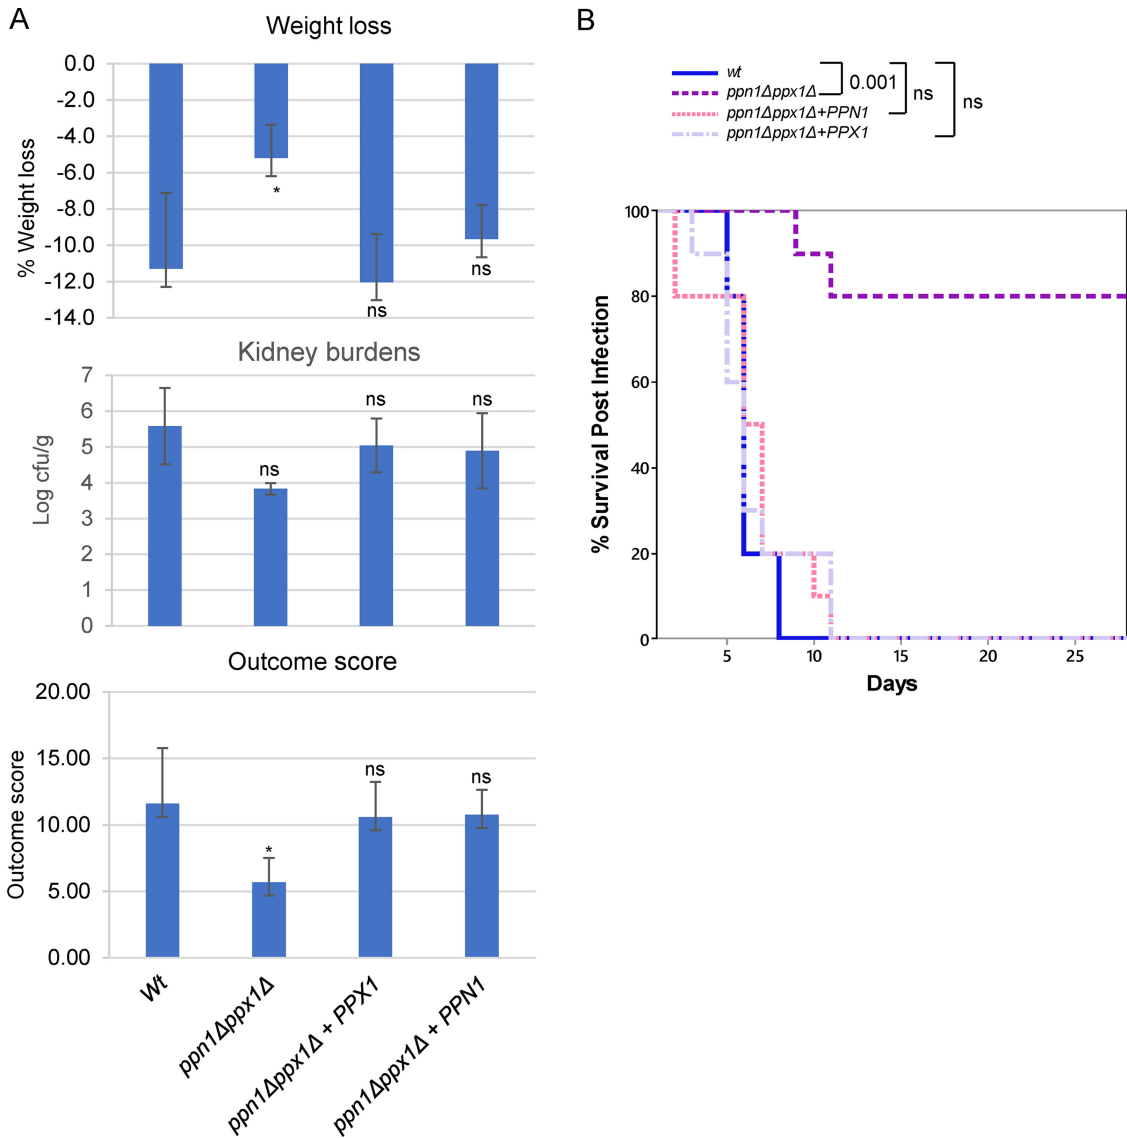 A
Weight loss
% Weight loss
0.0
-2.0
-4.0
-6.0
-8.0
-10.0
-12.0
-14.0
*
ns
ns
Kidney burdens
Log cfu/g
7
6
5
4
3
2
1
0
ns
ns
ns
Outcome score
Outcome score
20.00
15.00
10.00
5.00
0.00
*
ns
ns
Wt
ppn1Δppx1Δ
ppn1Δppx1Δ + PPX1
ppn1Δppx1Δ + PPN1
B
wt
ppn1Δppx1Δ
ppn1Δppx1Δ+PPN1
ppn1Δppx1Δ+PPX1
0.001
ns
ns
% Survival Post Infection
100
80
60
40
20
0
5 10 15 20 25
Days